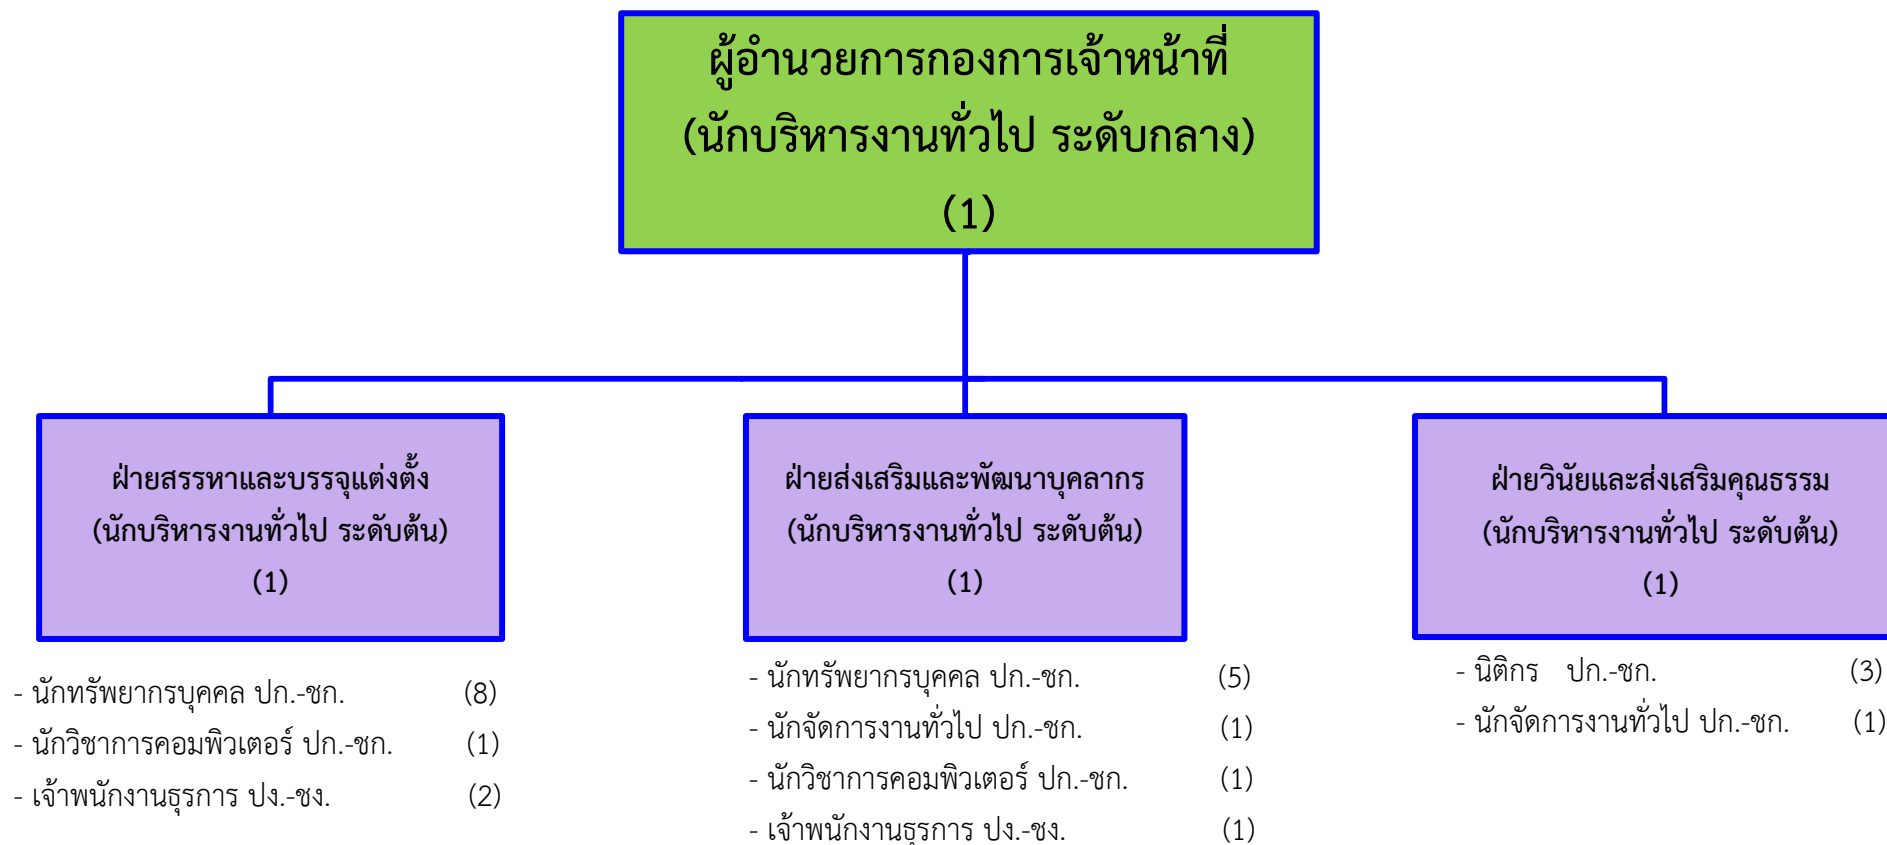 ผู้อำนวยการกองการเจ้าหน้าที่
(นักบริหารงานทั่วไป ระดับกลาง)
(1)
ฝ่ายสรรหาและบรรจุแต่งตั้ง
(นักบริหารงานทั่วไป ระดับต้น)
(1)
- นักทรัพยากรบุคคล ปก.-ชก. (8)
- นักวิชาการคอมพิวเตอร์ ปก.-ชก. (1)
- เจ้าพนักงานธุรการ ปง.-ชง. (2)
ฝ่ายส่งเสริมและพัฒนาบุคลากร
(นักบริหารงานทั่วไป ระดับต้น)
(1)
- นักทรัพยากรบุคคล ปก.-ชก. (5)
- นักจัดการงานทั่วไป ปก.-ชก. (1)
- นักวิชาการคอมพิวเตอร์ ปก.-ชก. (1)
- เจ้าพนักงานธุรการ ปง.-ชง. (1)
ฝ่ายวินัยและส่งเสริมคุณธรรม
(นักบริหารงานทั่วไป ระดับต้น)
(1)
- นิติกร ปก.-ชก. (3)
- นักจัดการงานทั่วไป ปก.-ชก. (1)